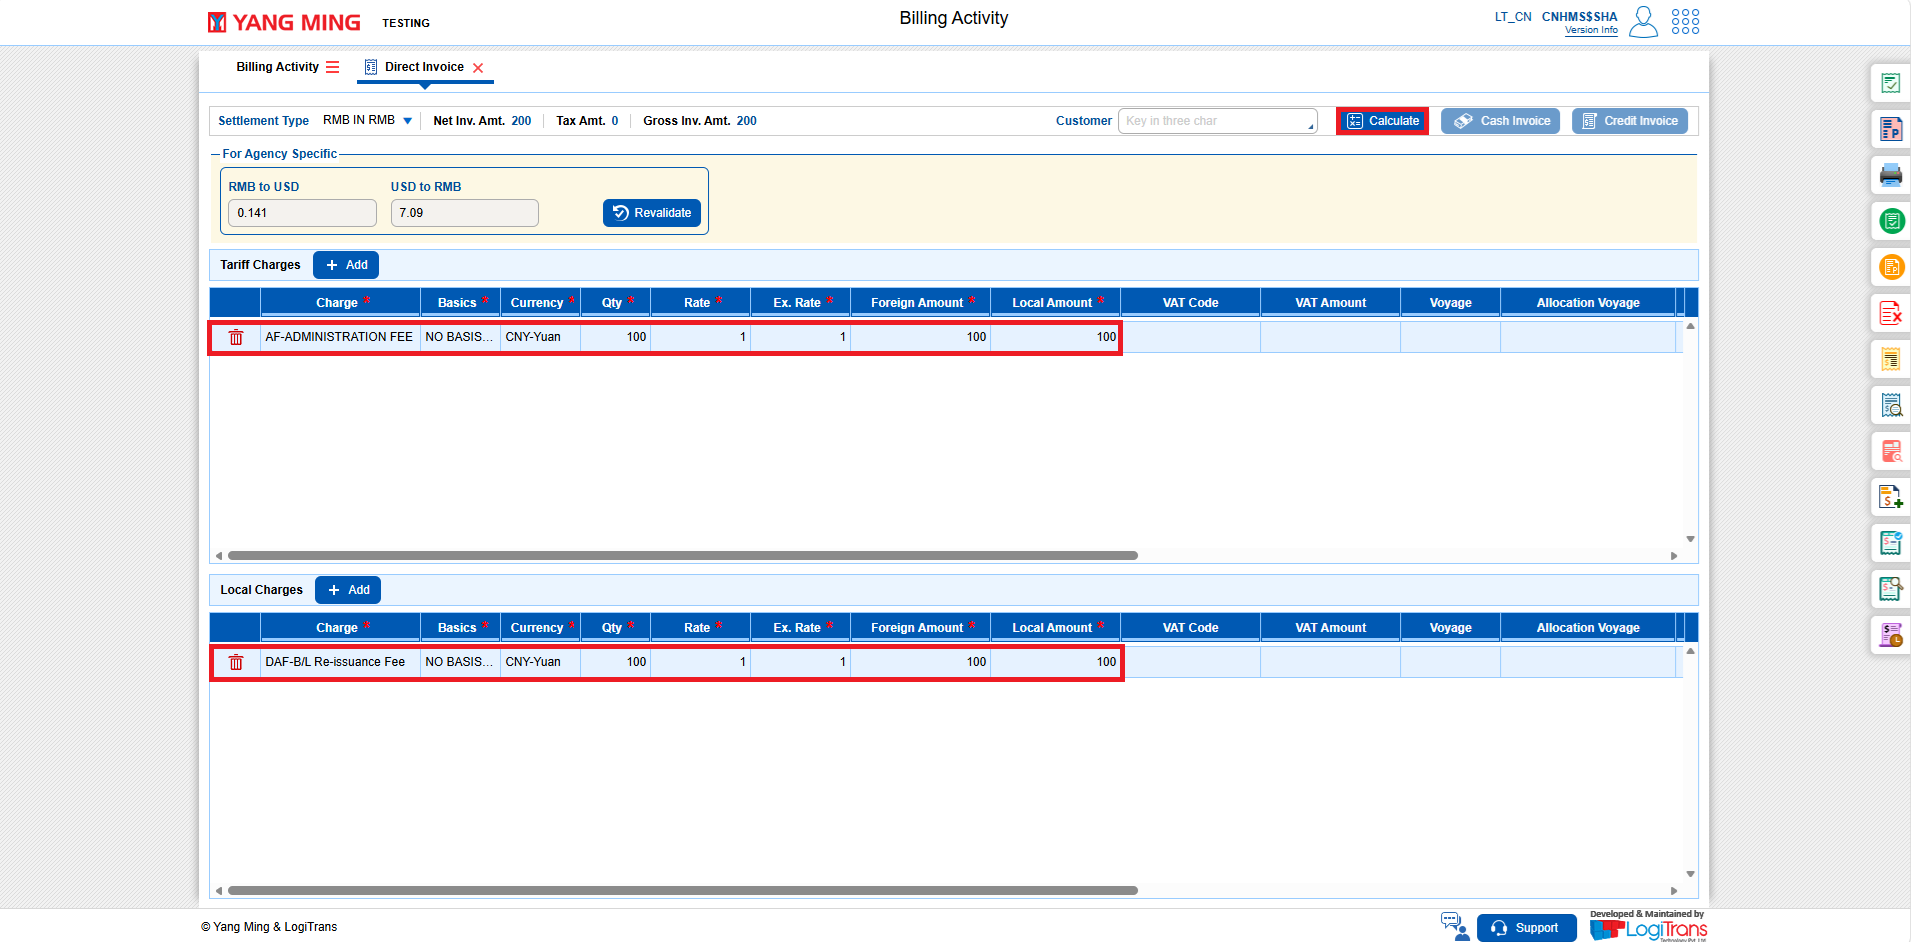 YANG MING TESTING Billing Activity LT_CN CNHMS$SHA
Version Info
Billing Activity Direct Invoice
Settlement Type RMB IN RMB Net Inv. Amt. 200 Tax Amt. 0 Gross Inv. Amt. 200 Customer Key in three char Calculate Cash Invoice Credit Invoice
For Agency Specific
RMB to USD USD to RMB
0.141 7.09 Revalidate
Tariff Charges + Add
Charge * Basics * Currency * Qty * Rate * Ex. Rate * Foreign Amount * Local Amount * VAT Code VAT Amount Voyage Allocation Voyage
AF-ADMINISTRATION FEE NO BASIS... CNY-Yuan 100 1 1 100 100
Local Charges + Add
Charge * Basics * Currency * Qty * Rate * Ex. Rate * Foreign Amount * Local Amount * VAT Code VAT Amount Voyage Allocation Voyage
DAF-B/L Re-issuance Fee NO BASIS... CNY-Yuan 100 1 1 100 100
© Yang Ming & LogiTrans Support
Developed & Maintained by
LogiTrans
Technology Pvt. Ltd.